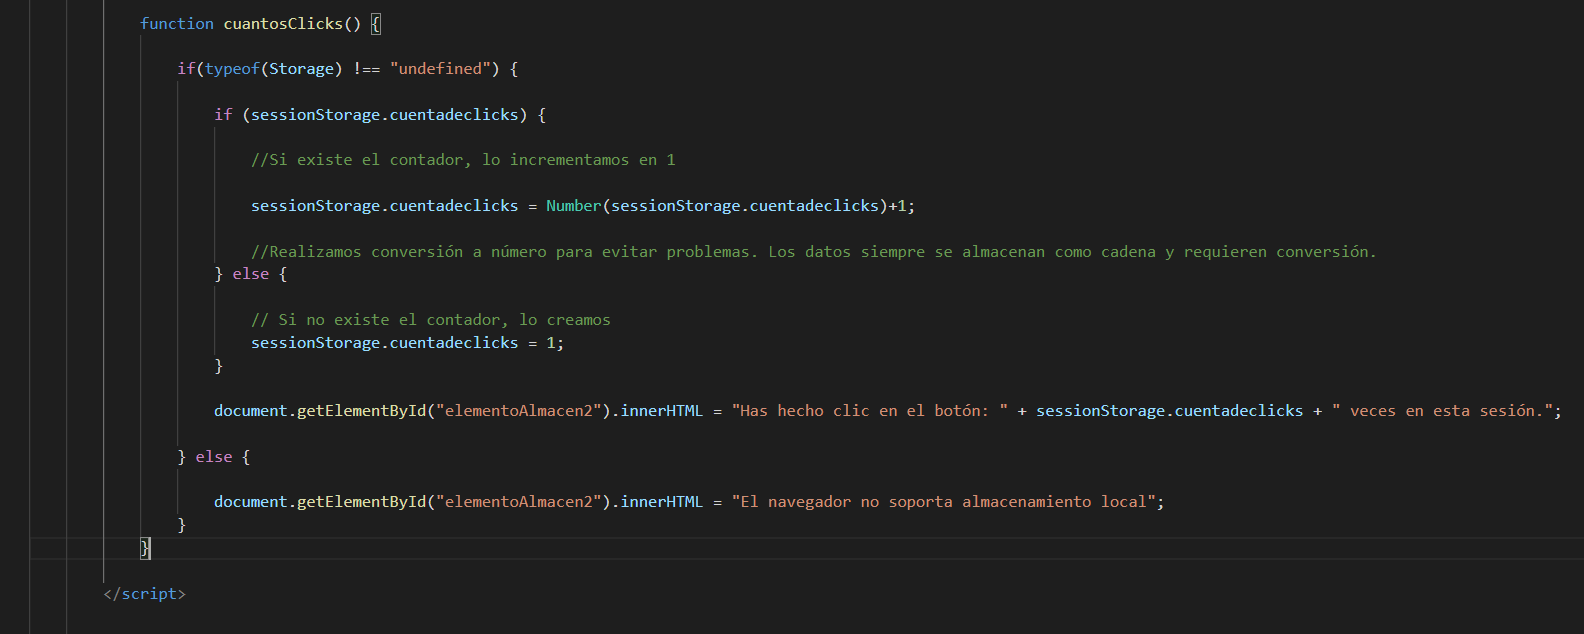 function cuantosClicks() {
if(typeof(Storage) !== "undefined") {
if (sessionStorage.cuentadeclicks) {
//Si existe el contador, lo incrementamos en 1
sessionStorage.cuentadeclicks = Number(sessionStorage.cuentadeclicks)+1;
//Realizamos conversión a número para evitar problemas. Los datos siempre se almacenan como cadena y requieren conversión.
} else {
// Si no existe el contador, lo creamos
sessionStorage.cuentadeclicks = 1;
}
document.getElementById("elementoAlmacen2").innerHTML = "Has hecho clic en el botón: " + sessionStorage.cuentadeclicks + " veces en esta sesión.";
} else {
document.getElementById("elementoAlmacen2").innerHTML = "El navegador no soporta almacenamiento local";
}
}
</script>